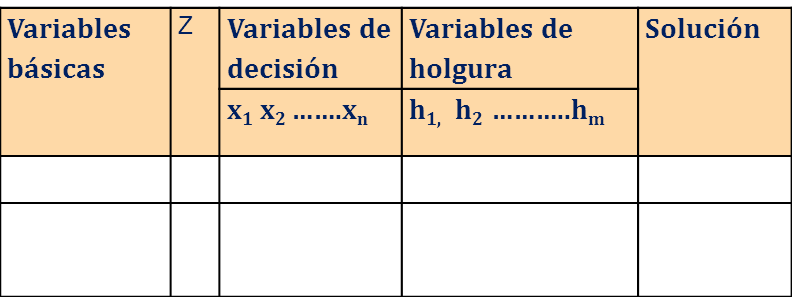 Variables básicas
Z
Variables de decisión
Variables de holgura
Solución
x₁ x₂ …….xₙ
h₁, h₂ ………..hₘ